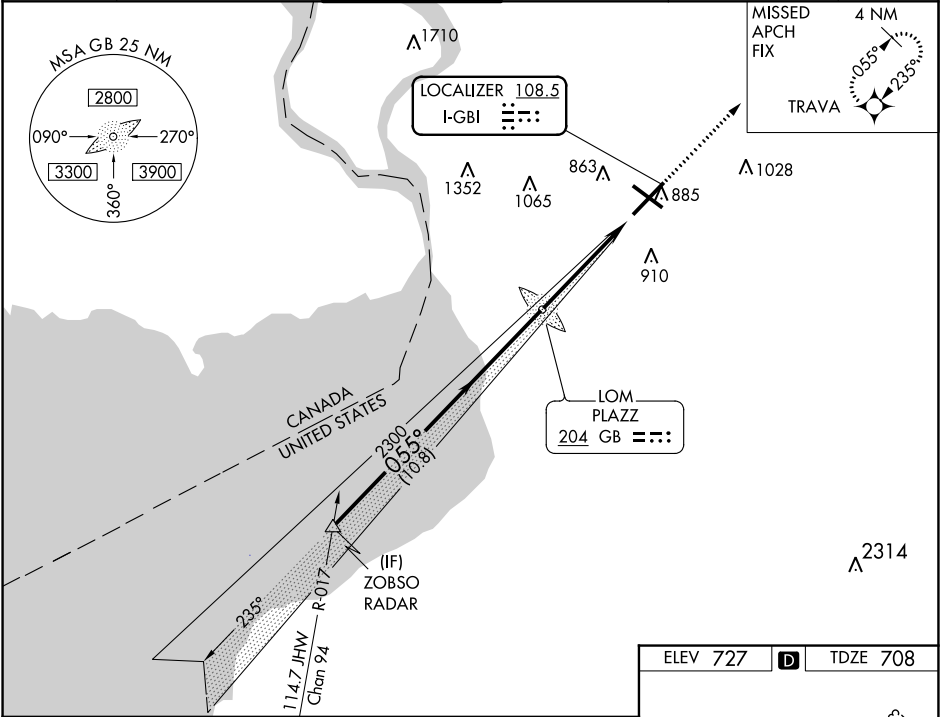 MISSED
APCH
FIX
4 NM
055°
235°
TRAVA
MSA GB 25 NM
2800
090°
270°
3300
3900
360°
1710
LOCALIZER 108.5
I-GBI
1352
1065
863
885
1028
910
LOM
PLAZZ
204 GB
CANADA
UNITED STATES
2300
055°
(10.8)
(IF)
ZOBSO
RADAR
235°
R-017
114.7 JHW
Chan 94
2314
ELEV 727 D TDZE 708